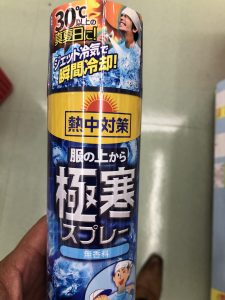 30℃以上の
真夏日に!
ジェット冷気で
瞬間冷却!
熱中対策
服の上から
極寒
スプレー
無香料